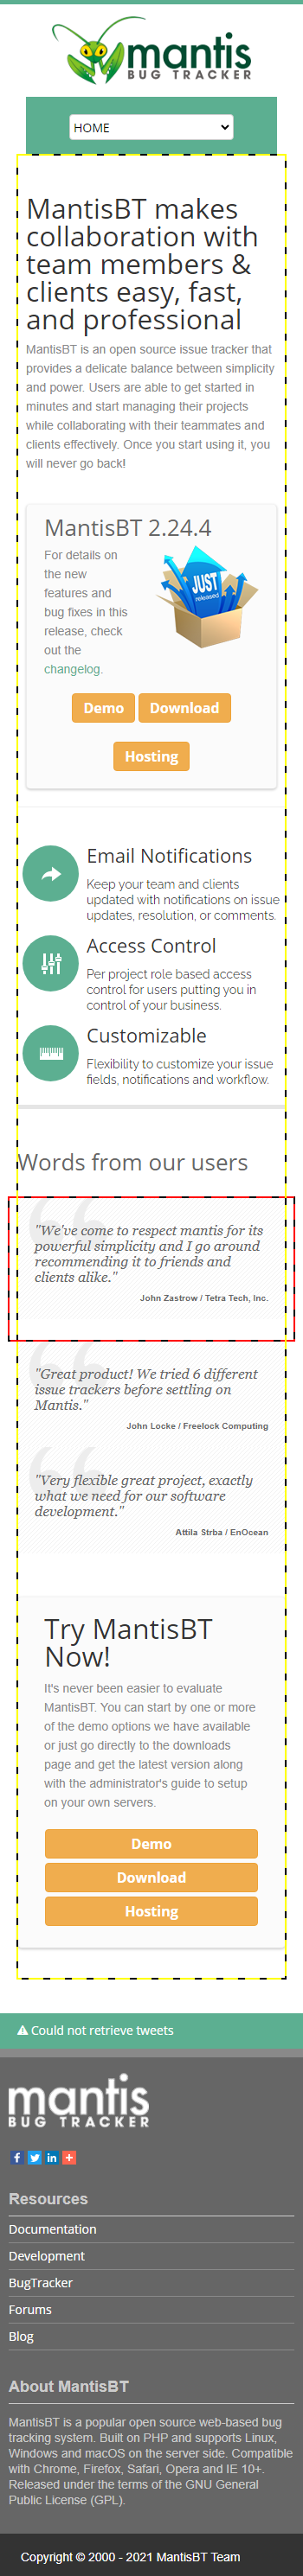 mantis
BUG TRACKER
HOME
MantisBT makes
collaboration with
team members &
clients easy, fast,
and professional
MantisBT is an open source issue tracker that
provides a delicate balance between simplicity
and power. Users are able to get started in
minutes and start managing their projects
while collaborating with their teammates and
clients effectively. Once you start using it, you
will never go back!
MantisBT 2.24.4
For details on
the new
features and
bug fixes in this
release, check
out the
changelog.
JUST
released
Demo
Download
Hosting
Email Notifications
Keep your team and clients
updated with notifications on issue
updates, resolution, or comments.
Access Control
Per project role based access
control for users putting you in
control of your business.
Customizable
Flexibility to customize your issue
fields, notifications and workflow.
Words from our users
"We've come to respect mantis for its
powerful simplicity and I go around
recommending it to friends and
clients alike."
John Zastrow / Tetra Tech, Inc.
"Great product! We tried 6 different
issue trackers before settling on
Mantis."
John Locke / Freelock Computing
"Very flexible great project, exactly
what we need for our software
development."
Attila Strba / EnOcean
Try MantisBT
Now!
It's never been easier to evaluate
MantisBT. You can start by one or more
of the demo options we have available
or just go directly to the downloads
page and get the latest version along
with the administrator's guide to setup
on your own servers.
Demo
Download
Hosting
Could not retrieve tweets
mantis
BUG TRACKER
Resources
Documentation
Development
BugTracker
Forums
Blog
About MantisBT
MantisBT is a popular open source web-based bug
tracking system. Built on PHP and supports Linux,
Windows and macOS on the server side. Compatible
with Chrome, Firefox, Safari, Opera and IE 10+.
Released under the terms of the GNU General
Public License (GPL).
Copyright © 2000 - 2021 MantisBT Team